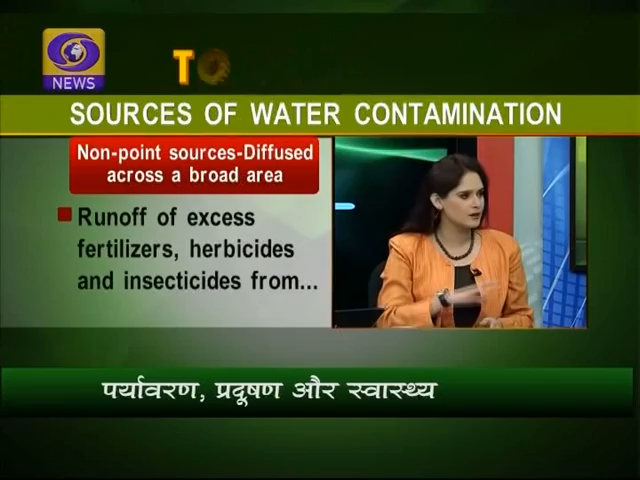 NEWS
TO
SOURCES OF WATER CONTAMINATION
Non-point sources-Diffused
across a broad area
Runoff of excess
fertilizers, herbicides
and insecticides from...
पर्यावरण, प्रदूषण और स्वास्थ्य